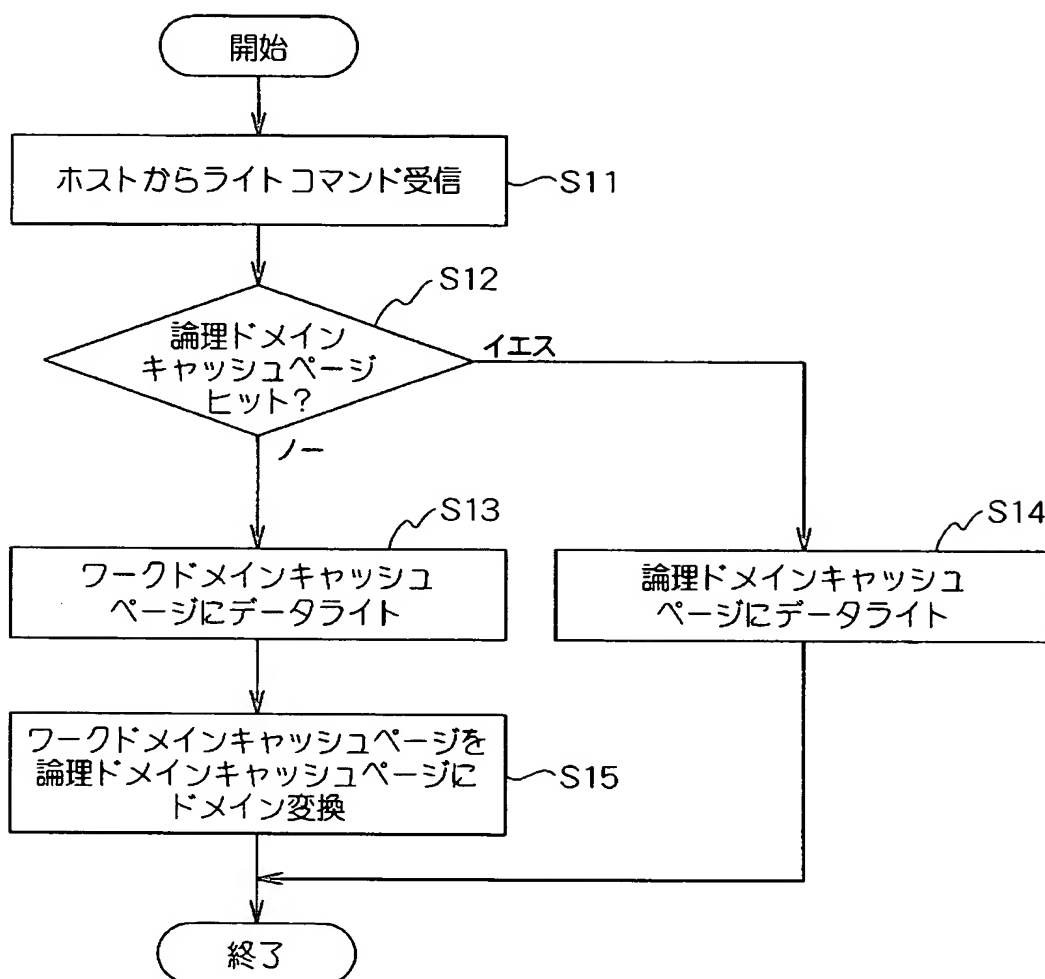 開始
ホストからライトコマンド受信
S11
S12
論理ドメイン
キャッシュページ
ヒット?
イエス
ノー
S13
ワークドメインキャッシュ
ページにデータライト
S14
論理ドメインキャッシュ
ページにデータライト
ワークドメインキャッシュページを
論理ドメインキャッシュページに
ドメイン変換
S15
終了